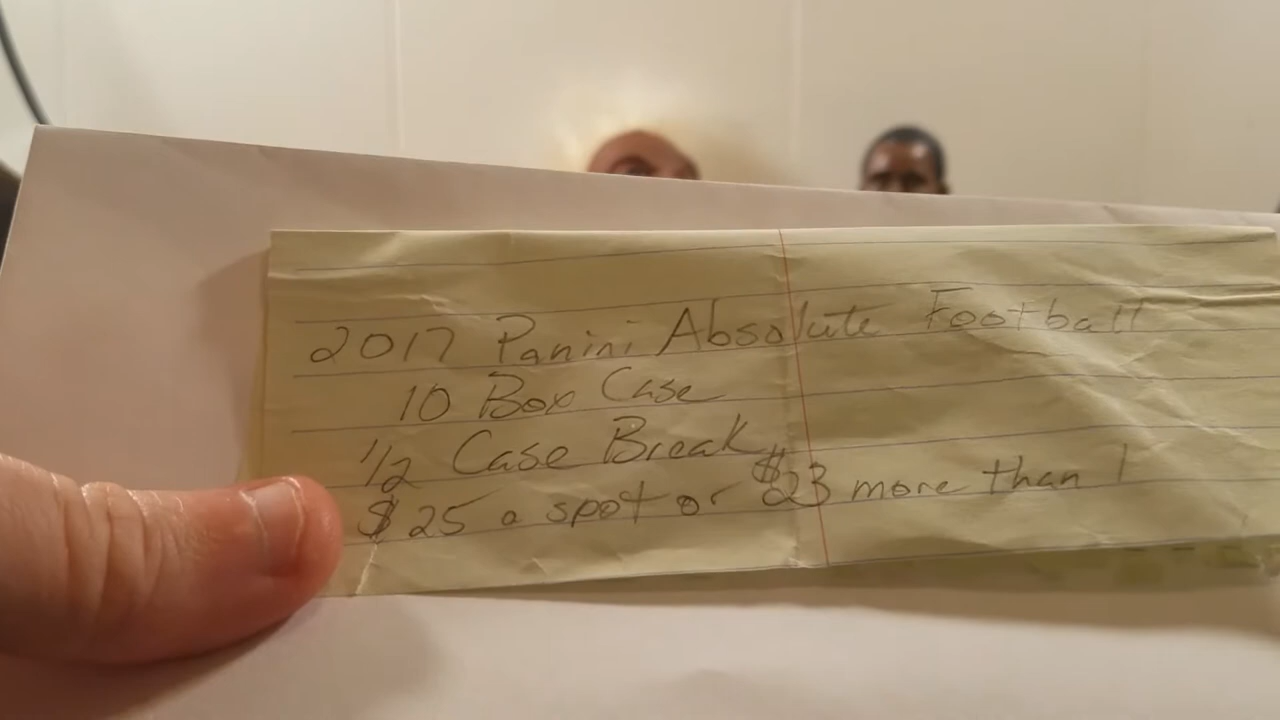 2017 Panini Absolute Football
10 Box Case
1/2 Case Break
$25 a spot or $23 more than 1